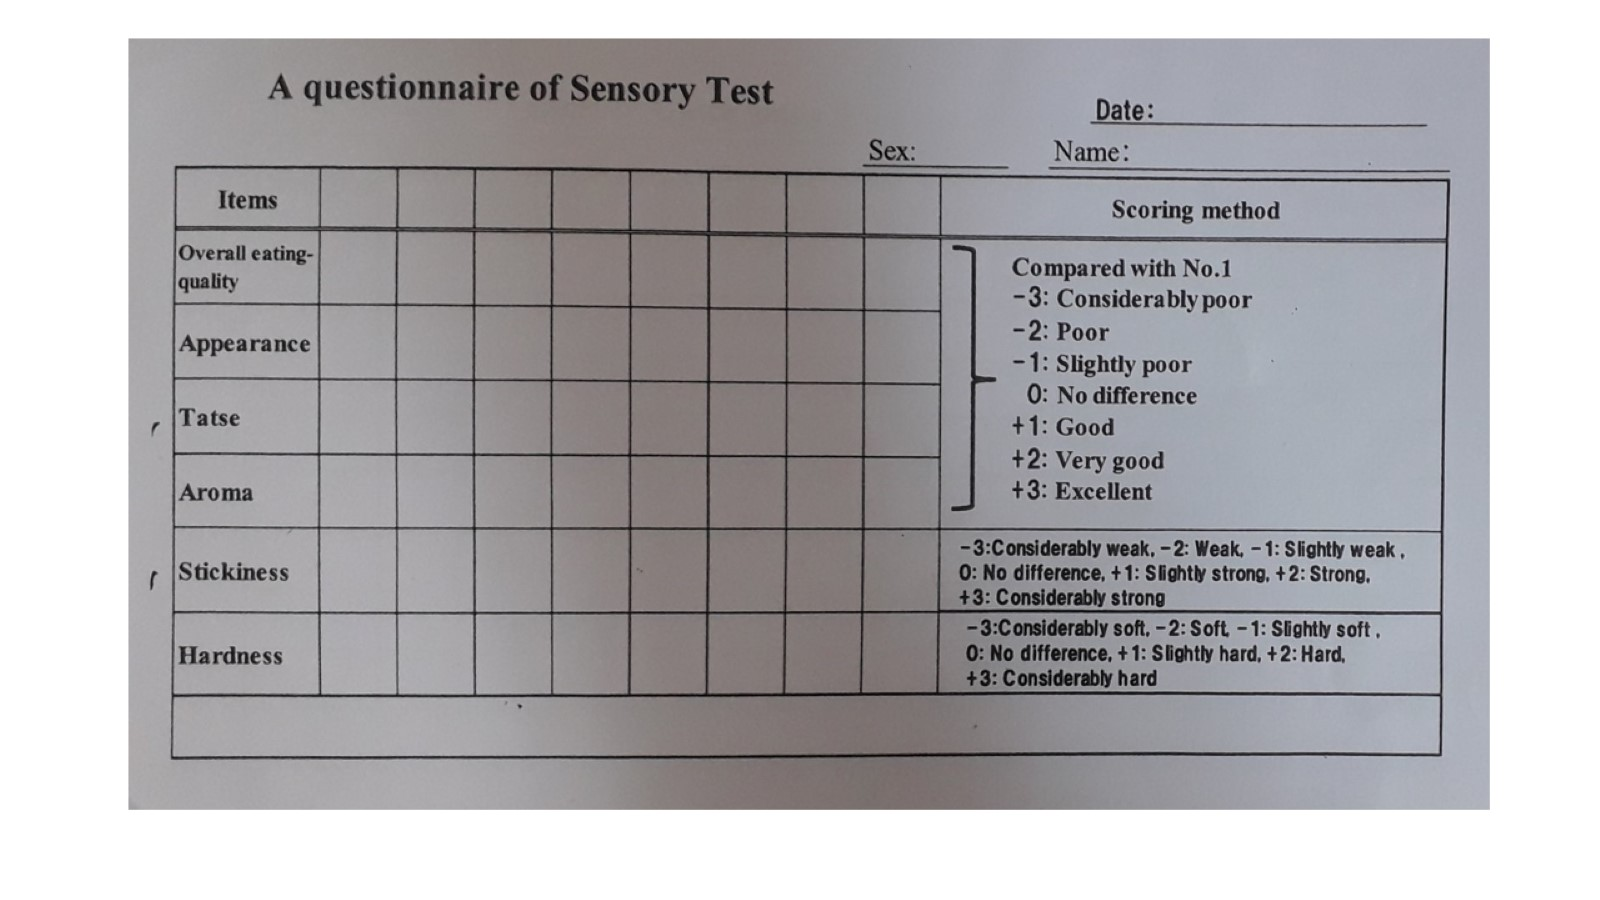 A questionnaire of Sensory Test
Date:
Sex:
Name:
Items
Scoring method
Overall eating-
quality
Appearance
Tatse
Aroma
Compared with No.1
-3: Considerably poor
-2: Poor
-1: Slightly poor
0: No difference
+1: Good
+2: Very good
+3: Excellent
Stickiness
-3:Considerably weak, -2: Weak, -1: Slightly weak ,
0: No difference, +1: Slightly strong, +2: Strong,
+3: Considerably strong
Hardness
-3:Considerably soft, -2: Soft, -1: Slightly soft ,
0: No difference, +1: Slightly hard, +2: Hard,
+3: Considerably hard